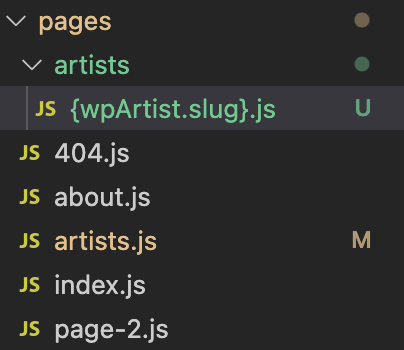 pages
artists
JS {wpArtist.slug}.js U
JS 404.js
JS about.js
JS artists.js M
JS index.js
JS page-2.js